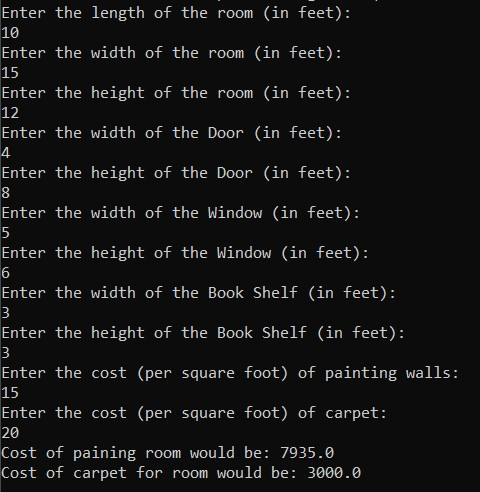 Enter the length of the room (in feet):
10
Enter the width of the room (in feet):
15
Enter the height of the room (in feet):
12
Enter the width of the Door (in feet):
4
Enter the height of the Door (in feet):
8
Enter the width of the Window (in feet):
5
Enter the height of the Window (in feet):
6
Enter the width of the Book Shelf (in feet):
3
Enter the height of the Book Shelf (in feet):
3
Enter the cost (per square foot) of painting walls:
15
Enter the cost (per square foot) of carpet:
20
Cost of paining room would be: 7935.0
Cost of carpet for room would be: 3000.0